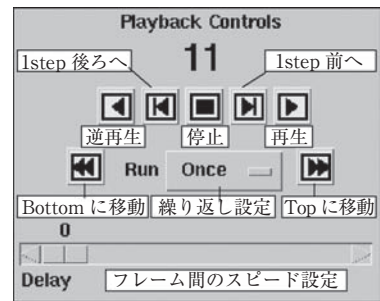 Playback Controls
1step 後ろへ 11 1step 前へ
逆再生 停止 再生
Run Once
Bottom に移動 繰り返し設定 Top に移動
0
Delay フレーム間のスピード設定